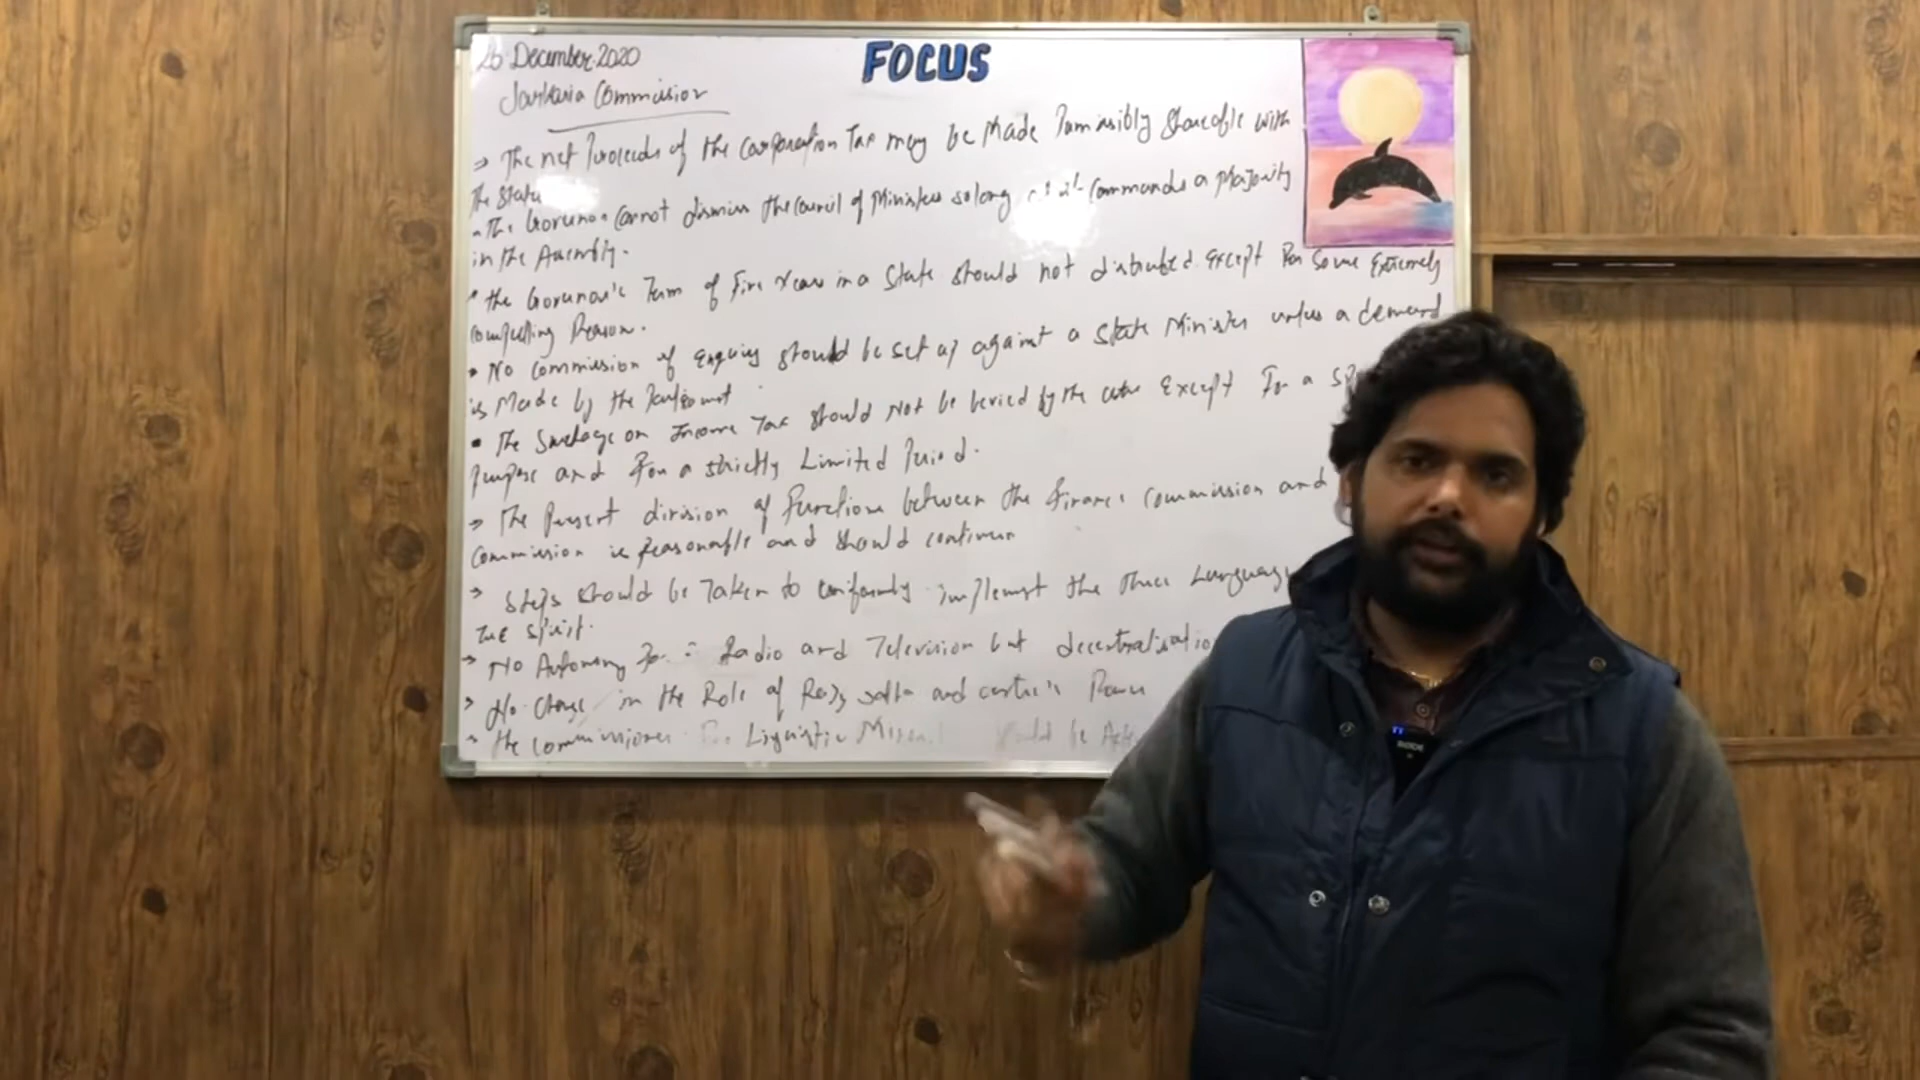 26 December 2020
FOCUS
Sarkaria Commission
⇒ The net Proceeds of the Corporation Tax may be Made Permissibly Shareable with
The State
The Governor Cannot dismiss the Council of Ministers so long as it Commands a Majority
in the Assembly.
• the Governor's Term of Five Years in a State should not disturbed Except For Some Extremely
Compelling Reason.
• No commission of enquiry should be set up against a State Minister unless a demand
is Made by the Parliament
▪ The Surcharge on Income Tax should Not be levied by the Except For a
Purpose and For a strictly Limited Period.
→ The Present division of Functions between the Finance Commission and
Commission is Reasonable and should continue
→ Steps should be Taken to uniformly implement the Three Language
spirit.
→ No Autonomy For Radio and Television but
→ No Change in the Role of Rajya Sabha and Centre's Power
The Commissioner For Linguistic be